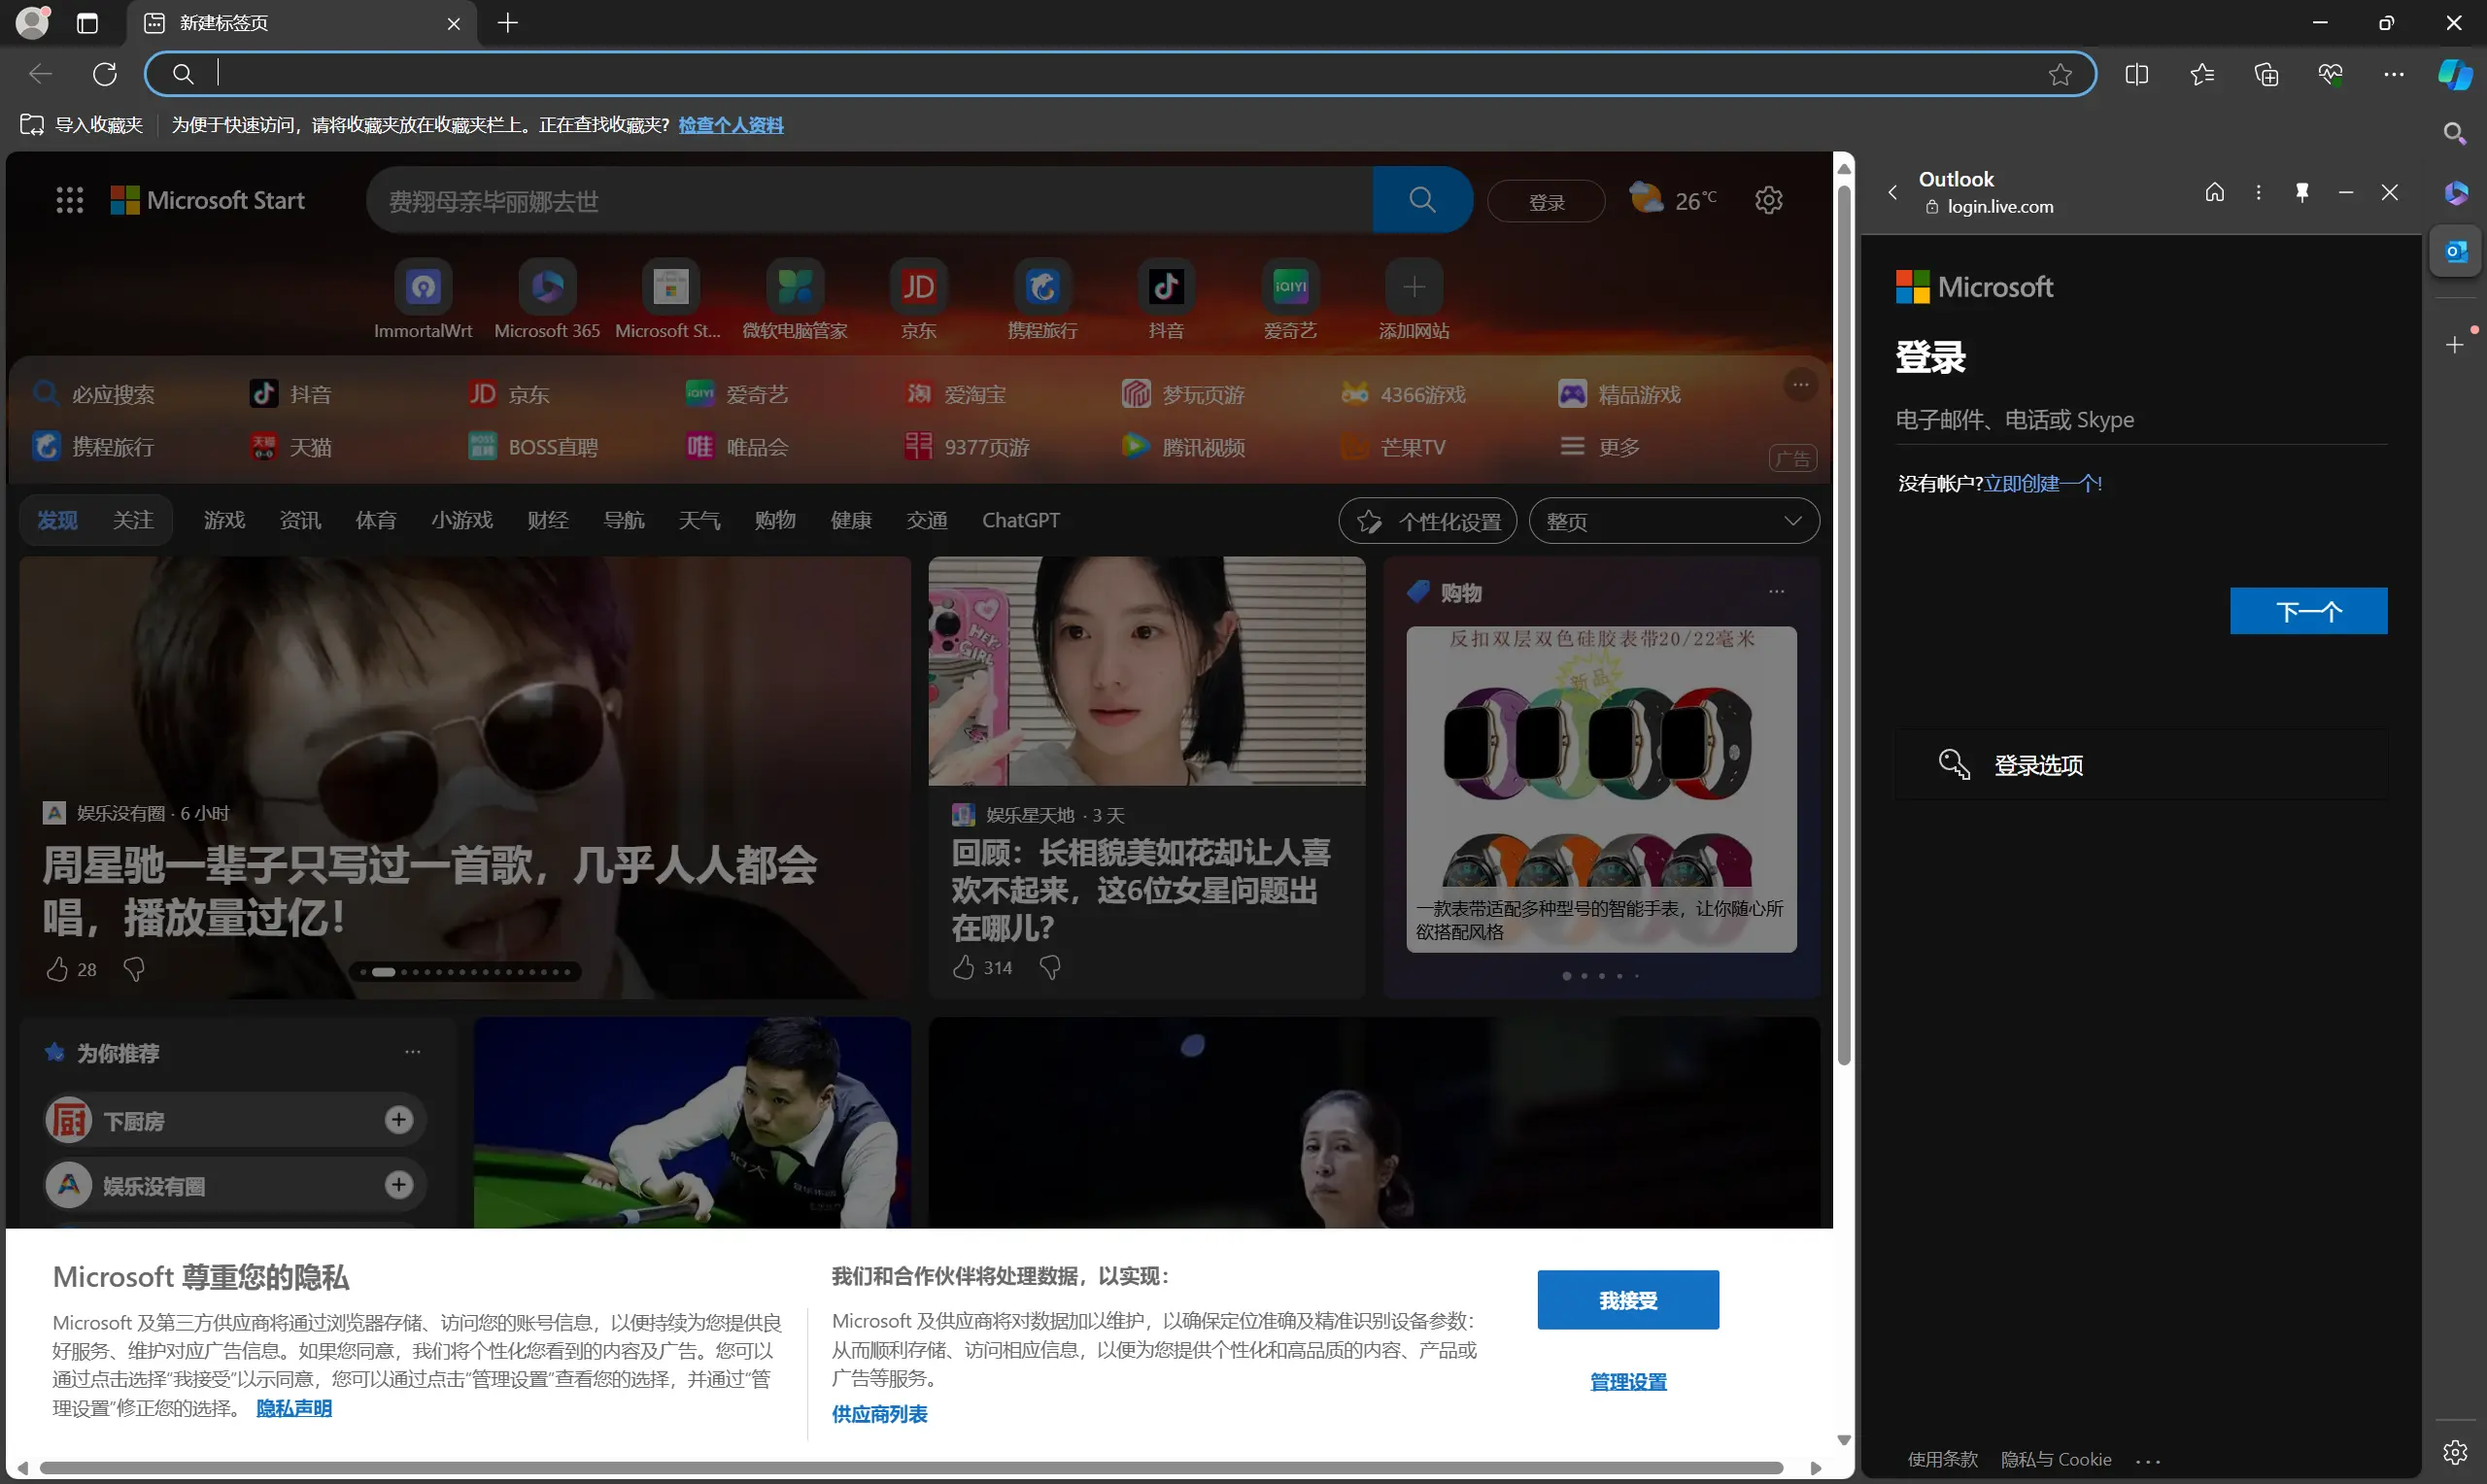 新建标签页
导入收藏夹 为便于快速访问，请将收藏夹放在收藏夹栏上。正在查找收藏夹? 检查个人资料
Microsoft Start
费翔母亲毕丽娜去世
登录
26℃
ImmortalWrt Microsoft 365 Microsoft St... 微软电脑管家 京东 携程旅行 抖音 爱奇艺 添加网站
必应搜索 抖音 京东 爱奇艺 爱淘宝 梦玩页游 4366游戏 精品游戏
携程旅行 天猫 BOSS直聘 唯品会 9377页游 腾讯视频 芒果TV 更多
广告
发现 关注 游戏 资讯 体育 小游戏 财经 导航 天气 购物 健康 交通 ChatGPT 个性化设置 整页
娱乐没有圈 · 6 小时
周星驰一辈子只写过一首歌，几乎人人都会
唱，播放量过亿！
28
HEY
GIRL
娱乐星天地 · 3 天
回顾：长相貌美如花却让人喜
欢不起来，这6位女星问题出
在哪儿？
314
购物
反扣双层双色硅胶表带20/22毫米
新品
一款表带适配多种型号的智能手表，让你随心所
欲搭配风格
为你推荐
下厨房
娱乐没有圈
Microsoft 尊重您的隐私
Microsoft 及第三方供应商将通过浏览器存储、访问您的账号信息，以便持续为您提供良
好服务、维护对应广告信息。如果您同意，我们将个性化您看到的内容及广告。您可以
通过点击选择“我接受”以示同意，您可以通过点击“管理设置”查看您的选择，并通过“管
理设置”修正您的选择。 隐私声明
我们和合作伙伴将处理数据，以实现：
Microsoft 及供应商将对数据加以维护，以确保定位准确及精准识别设备参数：
从而顺利存储、访问相应信息，以便为您提供个性化和高品质的内容、产品或
广告等服务。
供应商列表
我接受
管理设置
Outlook
login.live.com
Microsoft
登录
电子邮件、电话或 Skype
没有帐户?立即创建一个!
下一个
登录选项
使用条款 隐私与 Cookie ...